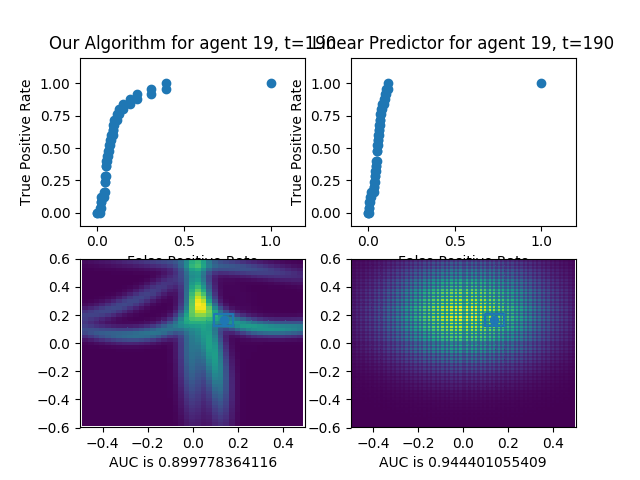 Our Algorithm for agent 19, t=190
Linear Predictor for agent 19, t=190
True Positive Rate
1.00
0.75
0.50
0.25
0.00
0.0 0.5 1.0
False Positive Rate
True Positive Rate
1.00
0.75
0.50
0.25
0.00
0.0 0.5 1.0
False Positive Rate
0.6
0.4
0.2
0.0
−0.2
−0.4
−0.6
−0.4 −0.2 0.0 0.2 0.4
AUC is 0.899778364116
0.6
0.4
0.2
0.0
−0.2
−0.4
−0.6
−0.4 −0.2 0.0 0.2 0.4
AUC is 0.944401055409